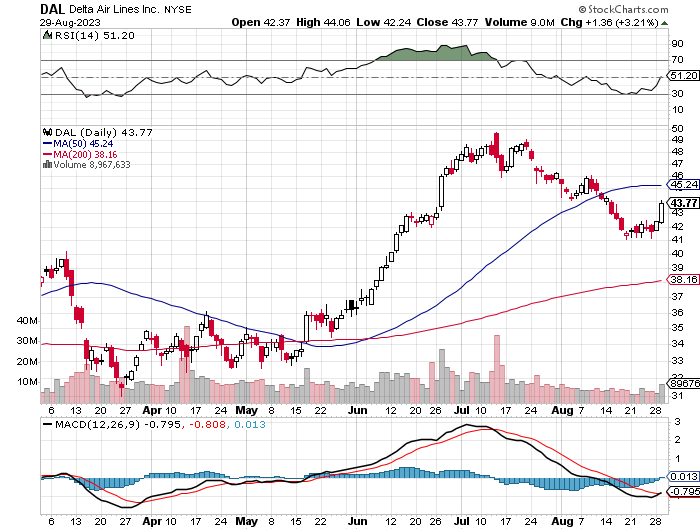 DAL Delta Air Lines Inc. NYSE © StockCharts.com
29-Aug-2023 Open 42.37 High 44.06 Low 42.24 Close 43.77 Volume 9.0M Chg +1.36 (+3.21%)
RSI(14) 51.20
90
70
51.20
30
10
DAL (Daily) 43.77
MA(50) 45.24
MA(200) 38.16
Volume 8,967,633
50
49
48
47
46
45.24
43.77
43
42
41
40
39
38.16
37
36
35
34
33
32
31
40M
30M
20M
10M
89676
6 13 20 27 Apr 10 17 24 May 8 15 22 Jun 12 20 26 Jul 10 17 24 Aug 7 14 21 28
MACD(12,26,9) -0.795, -0.808, 0.013
3
2
1
0.013
-0.795
6 13 20 27 Apr 10 17 24 May 8 15 22 Jun 12 20 26 Jul 10 17 24 Aug 7 14 21 28